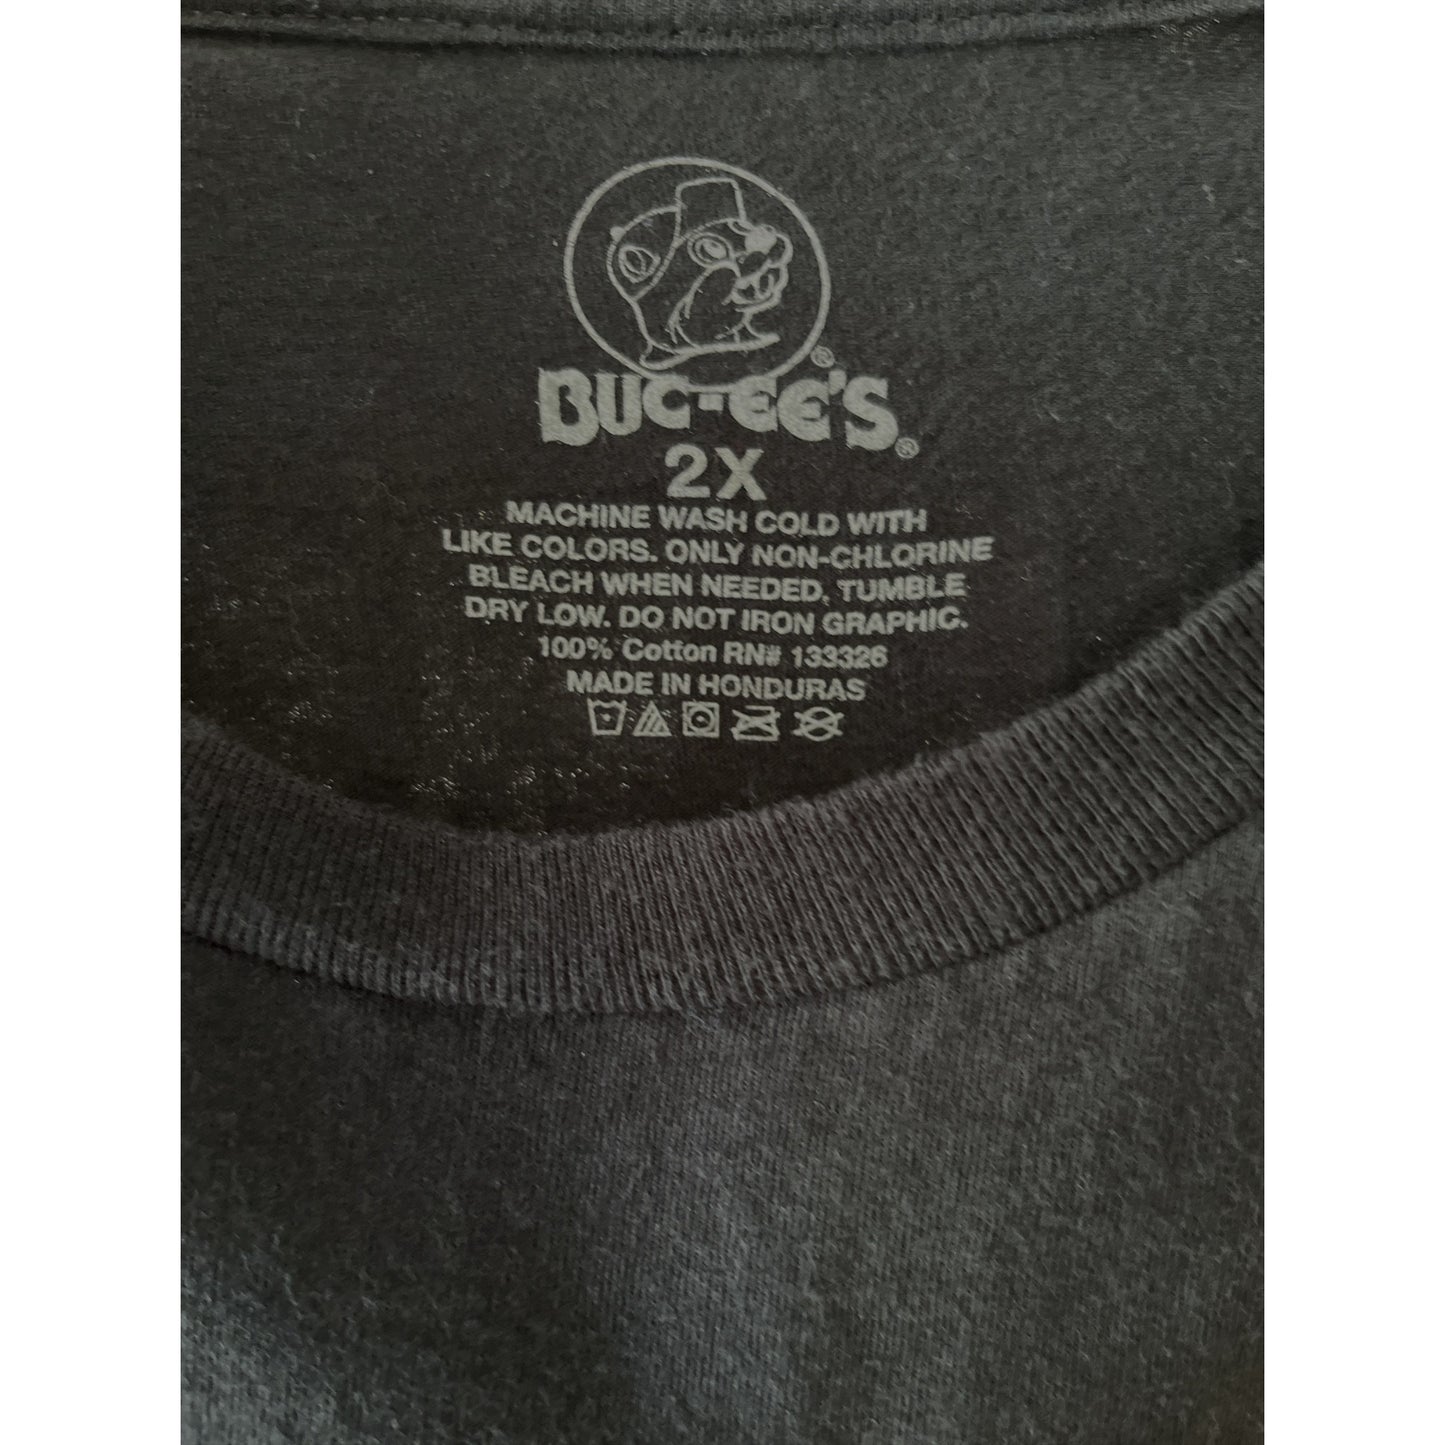 ®
BUC-EE'S®
2X
MACHINE WASH COLD WITH
LIKE COLORS. ONLY NON-CHLORINE
BLEACH WHEN NEEDED. TUMBLE
DRY LOW. DO NOT IRON GRAPHIC.
100% Cotton RN# 133326
MADE IN HONDURAS